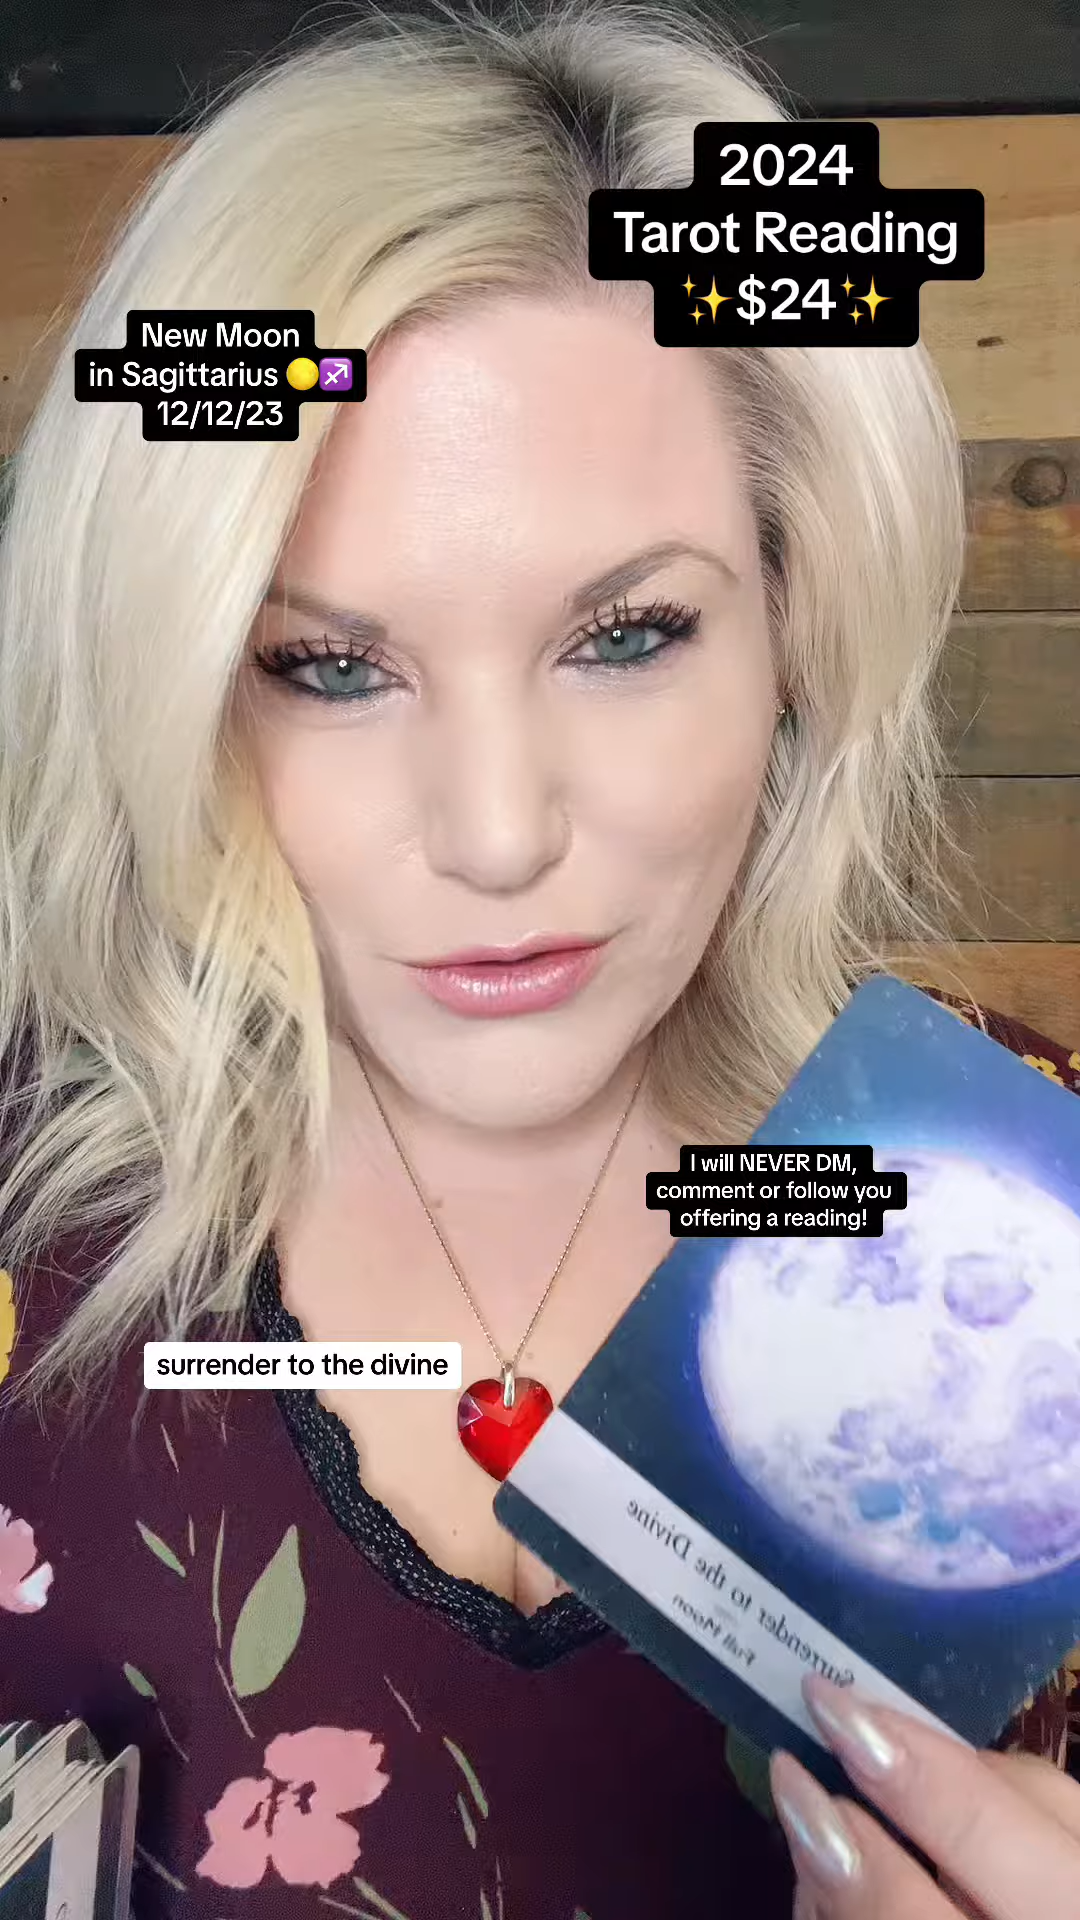 2024
Tarot Reading
✨$24✨
New Moon
in Sagittarius 🌕♐
12/12/23
I will NEVER DM,
comment or follow you
offering a reading!
surrender to the divine
Surrender to the Divine
Full Moon